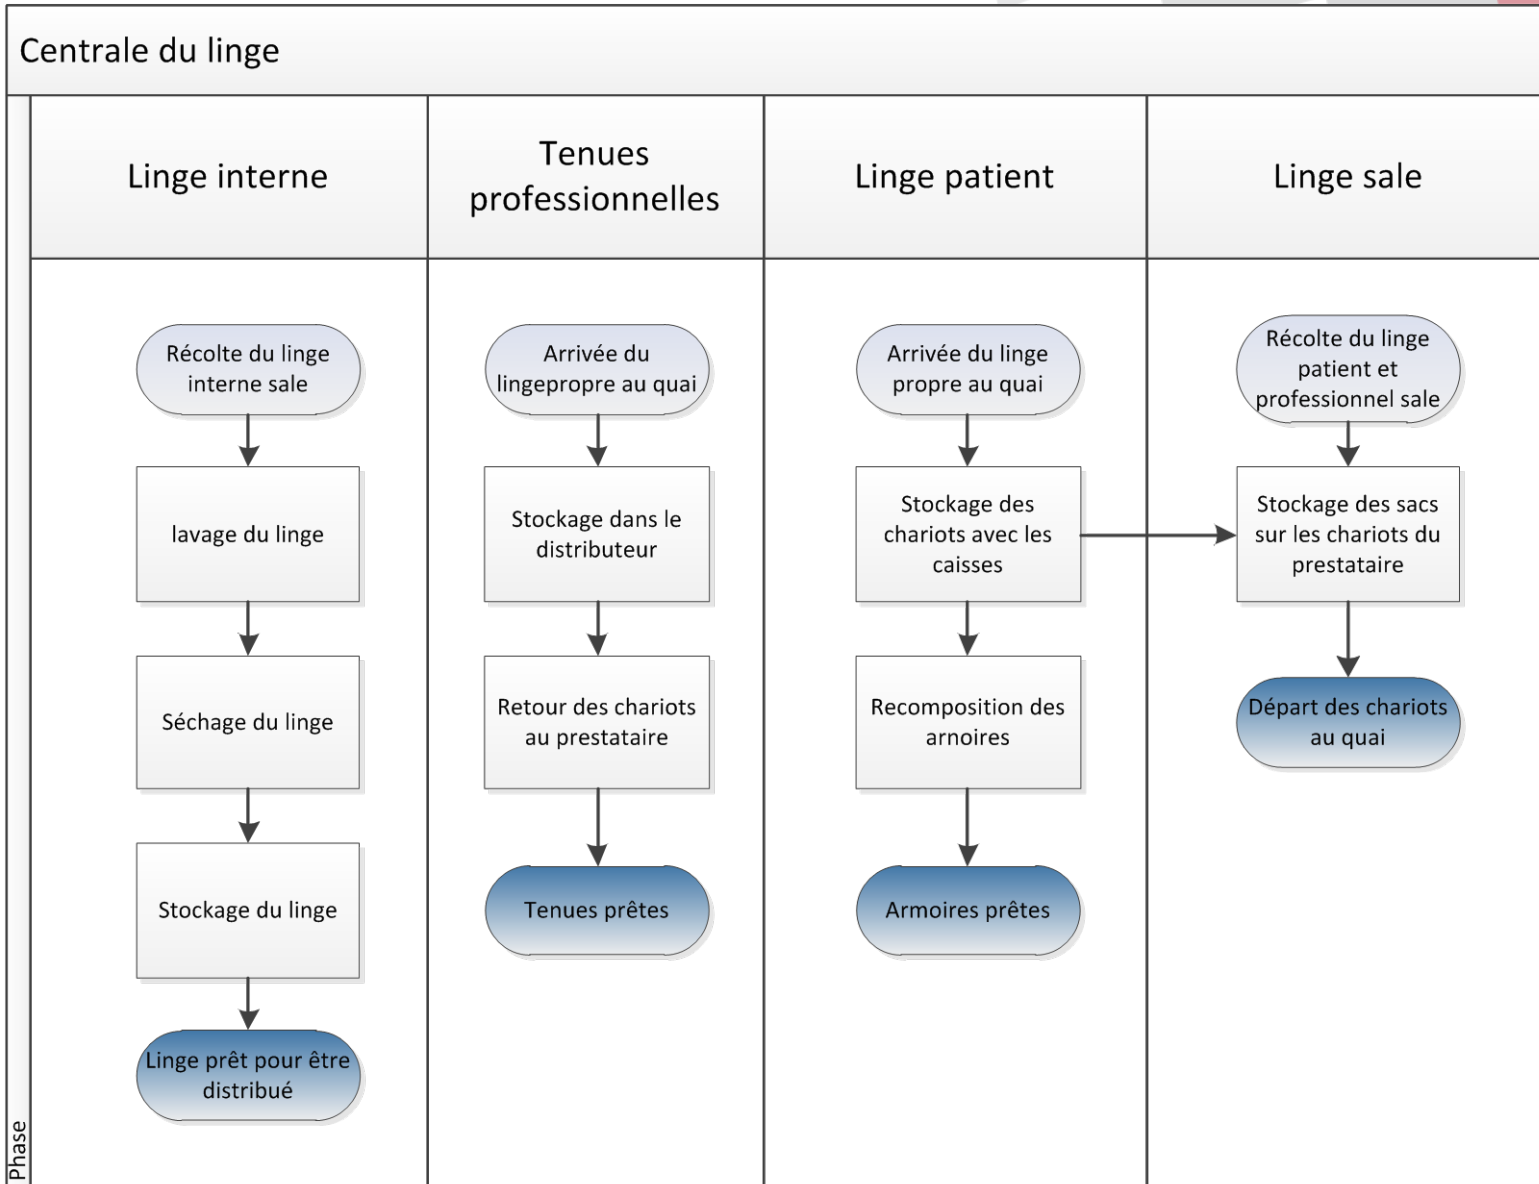 Centrale du linge
Phase
Linge interne
Tenues
professionnelles
Linge patient
Linge sale
Récolte du linge
interne sale
lavage du linge
Séchage du linge
Stockage du linge
Linge prêt pour être
distribué
Arrivée du
lingepropre au quai
Stockage dans le
distributeur
Retour des chariots
au prestataire
Tenues prêtes
Arrivée du linge
propre au quai
Stockage des
chariots avec les
caisses
Recomposition des
arnoires
Armoires prêtes
Récolte du linge
patient et
professionnel sale
Stockage des sacs
sur les chariots du
prestataire
Départ des chariots
au quai